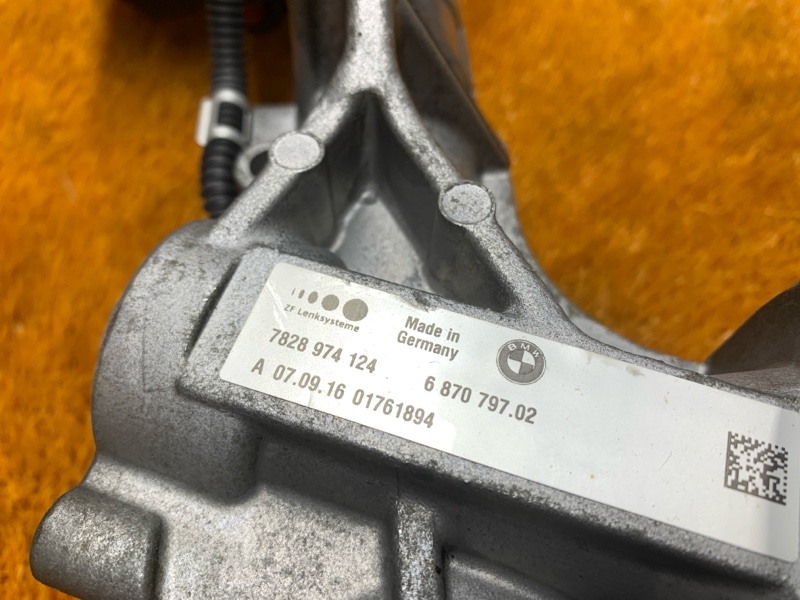 ZF Lenksysteme
Made in
Germany
BMW
7828 974 124
6 870 797.02
A 07.09.16 01761894